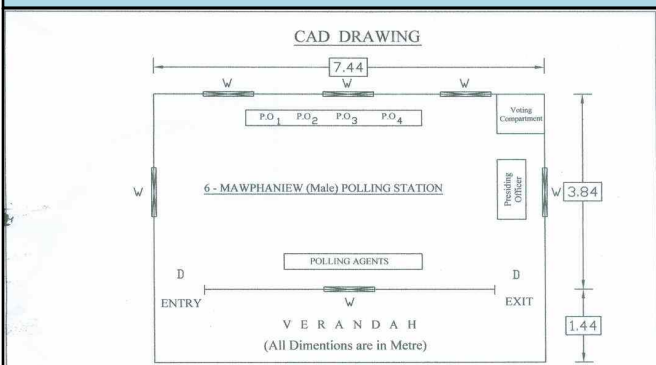 CAD DRAWING
7.44
W W W
P.O1 P.O2 P.O3 P.O4
Voting
Compartment
W
6 - MAWPHANIEW (Male) POLLING STATION
Presiding
Officer
W
3.84
POLLING AGENTS
D
D
ENTRY
W
EXIT
VERANDAH
(All Dimentions are in Metre)
1.44